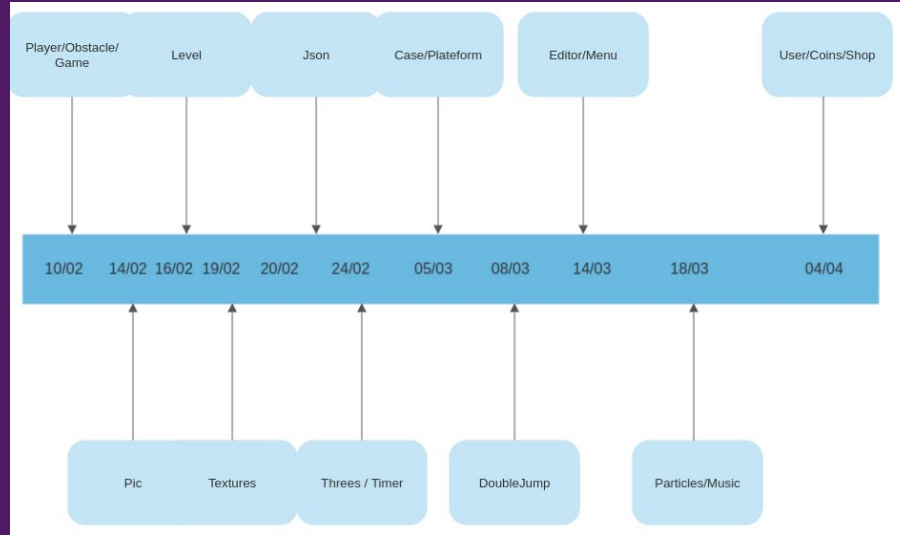 Player/Obstacle/
Game
Level
Json
Case/Plateform
Editor/Menu
User/Coins/Shop
10/02 14/02 16/02 19/02 20/02 24/02 05/03 08/03 14/03 18/03 04/04
Pic
Textures
Threes / Timer
DoubleJump
Particles/Music